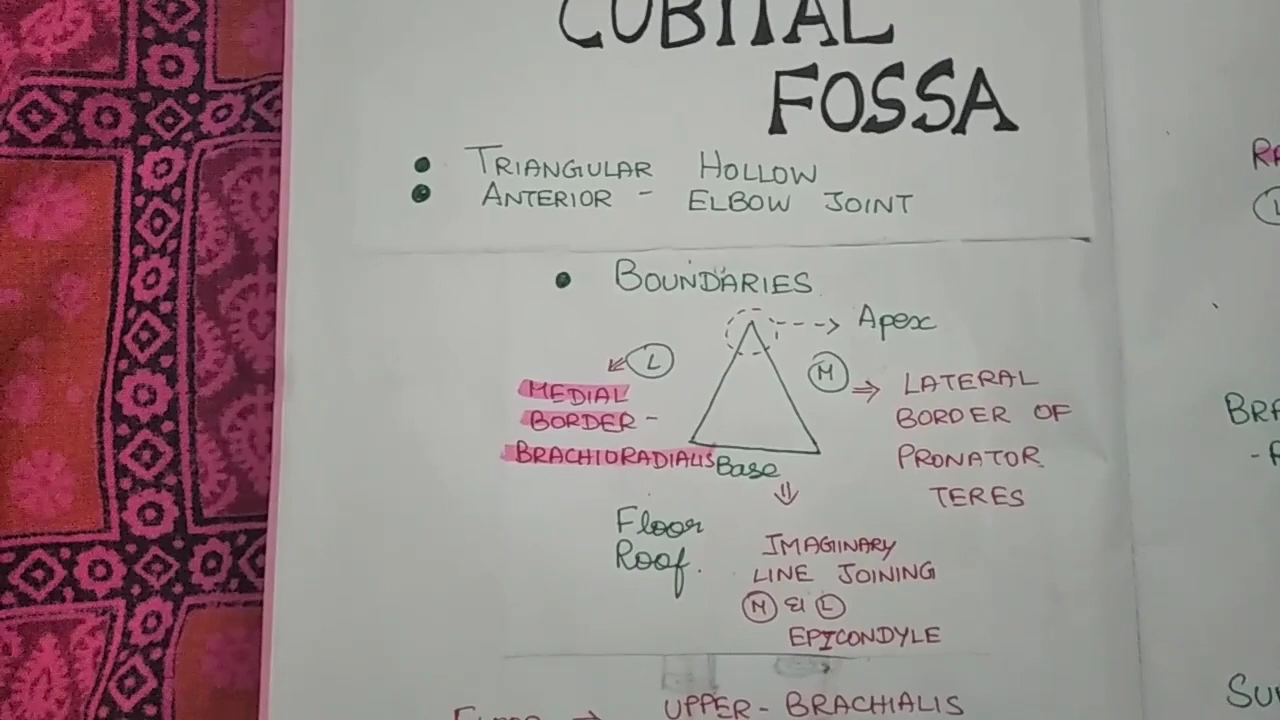 CUBITAL
FOSSA
• TRIANGULAR HOLLOW
• ANTERIOR - ELBOW JOINT
• BOUNDARIES
Apex
L
M
MEDIAL
BORDER -
BRACHIORADIALIS
LATERAL
BORDER OF
PRONATOR
TERES
Base
Floor
Roof.
IMAGINARY
LINE JOINING
M & L
EPICONDYLE
UPPER - BRACHIALIS